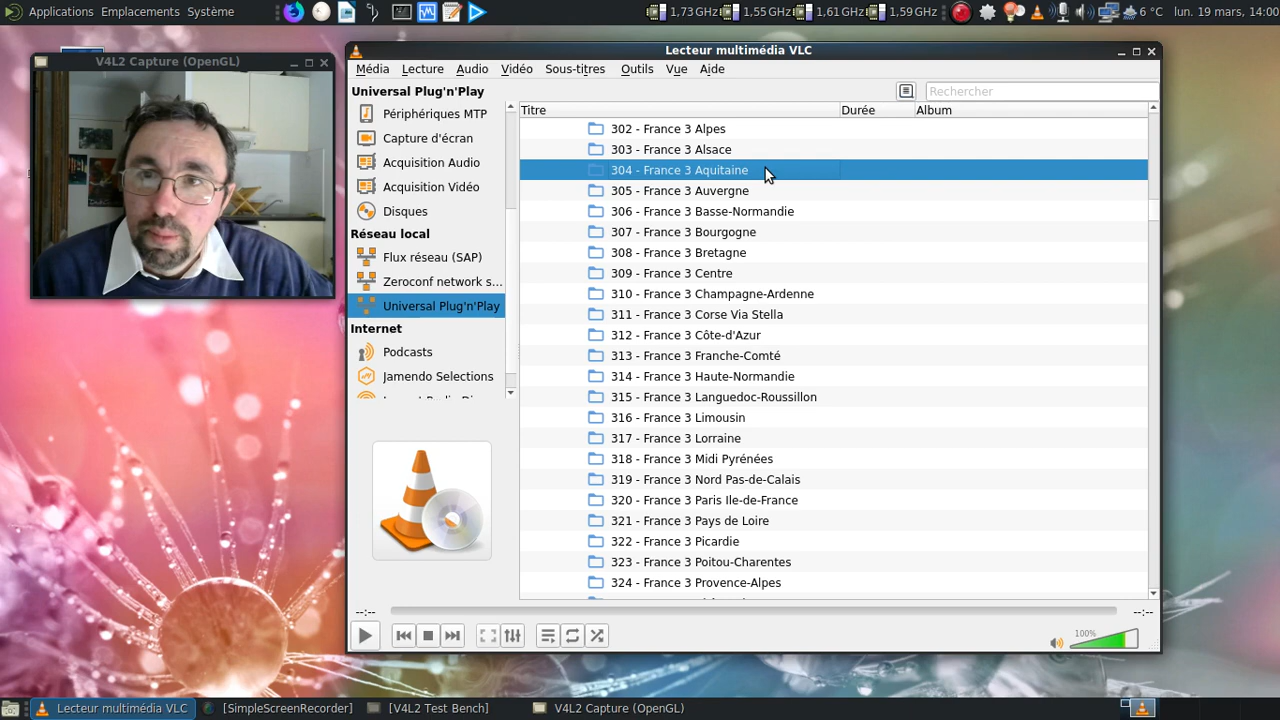 Applications Emplacements Système
1,73 GHz 1,55 GHz 1,61 GHz 1,59 GHz 6 °C lun. 19 mars, 14:00
V4L2 Capture (OpenGL)
Lecteur multimédia VLC
Média Lecture Audio Vidéo Sous-titres Outils Vue Aide
Universal Plug'n'Play
Rechercher
Périphériques MTP
Capture d'écran
Acquisition Audio
Acquisition Vidéo
Disques
Réseau local
Flux réseau (SAP)
Zeroconf network s...
Universal Plug'n'Play
Internet
Podcasts
Jamendo Selections
Titre Durée Album
302 - France 3 Alpes
303 - France 3 Alsace
304 - France 3 Aquitaine
305 - France 3 Auvergne
306 - France 3 Basse-Normandie
307 - France 3 Bourgogne
308 - France 3 Bretagne
309 - France 3 Centre
310 - France 3 Champagne-Ardenne
311 - France 3 Corse Via Stella
312 - France 3 Côte-d'Azur
313 - France 3 Franche-Comté
314 - France 3 Haute-Normandie
315 - France 3 Languedoc-Roussillon
316 - France 3 Limousin
317 - France 3 Lorraine
318 - France 3 Midi Pyrénées
319 - France 3 Nord Pas-de-Calais
320 - France 3 Paris Ile-de-France
321 - France 3 Pays de Loire
322 - France 3 Picardie
323 - France 3 Poitou-Charentes
324 - France 3 Provence-Alpes
--:-- --:--
100%
Lecteur multimédia VLC [SimpleScreenRecorder] [V4L2 Test Bench] V4L2 Capture (OpenGL)